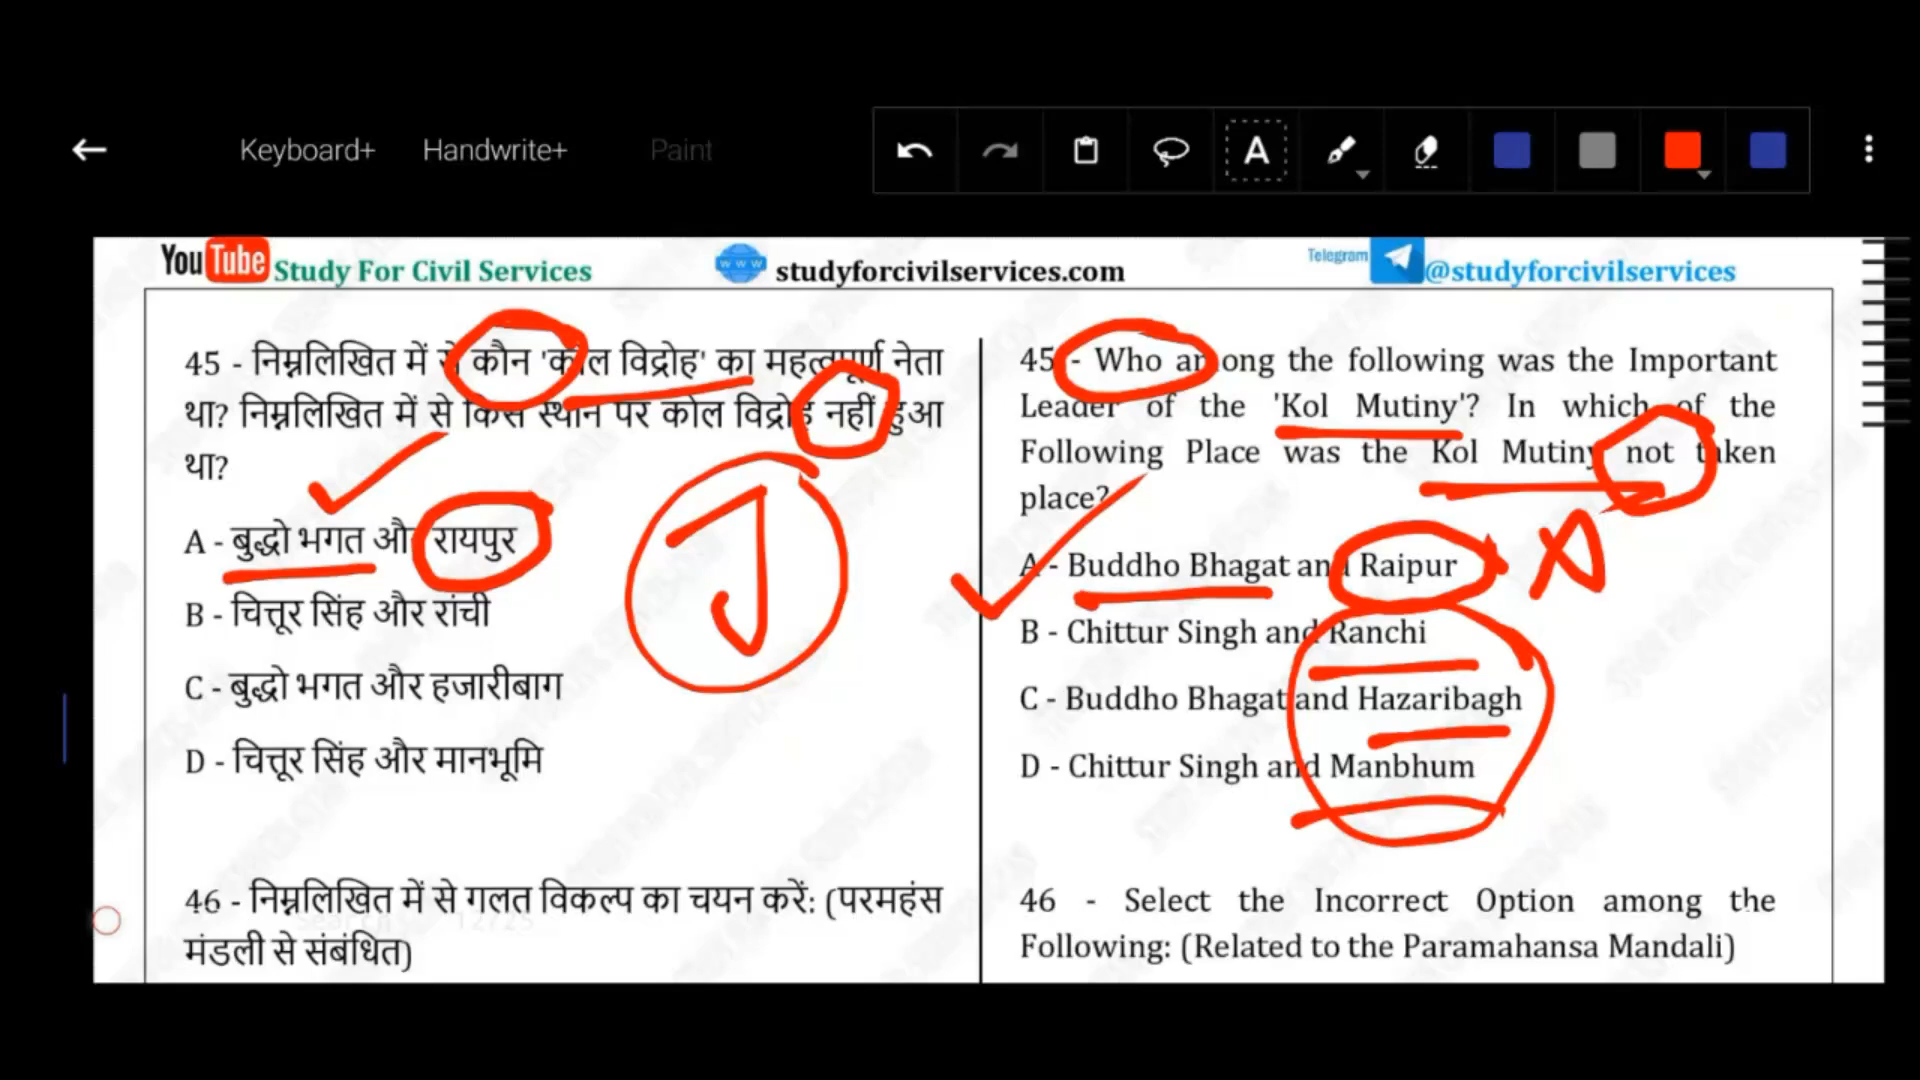 Keyboard+ Handwrite+ Paint A
YouTube Study For Civil Services www studyforcivilservices.com Telegram @studyforcivilservices
45 - निम्नलिखित में से कौन 'कोल विद्रोह' का महत्वपूर्ण नेता
था? निम्नलिखित में से किस स्थान पर कोल विद्रोह नहीं हुआ
था?
A - बुद्धो भगत और रायपुर
B - चित्तूर सिंह और रांची
C - बुद्धो भगत और हजारीबाग
D - चित्तूर सिंह और मानभूमि
46 - निम्नलिखित में से गलत विकल्प का चयन करें: (परमहंस
मंडली से संबंधित)
Search 12/25
45 - Who among the following was the Important
Leader of the 'Kol Mutiny'? In which of the
Following Place was the Kol Mutiny not taken
place?
A - Buddho Bhagat and Raipur
B - Chittur Singh and Ranchi
C - Buddho Bhagat and Hazaribagh
D - Chittur Singh and Manbhum
46 - Select the Incorrect Option among the
Following: (Related to the Paramahansa Mandali)